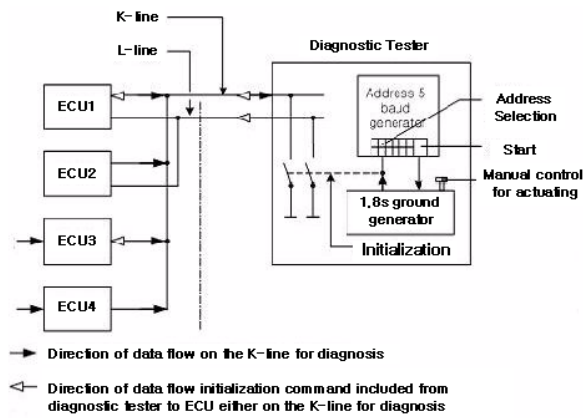 K-line
L-line
Diagnostic Tester
ECU1
ECU2
ECU3
ECU4
Address 5
baud
generator
Address
Selection
Start
Manual control
for actuating
1.8s ground
generator
Initialization
Direction of data flow on the K-line for diagnosis
Direction of data flow initialization command included from
diagnostic tester to ECU either on the K-line for diagnosis